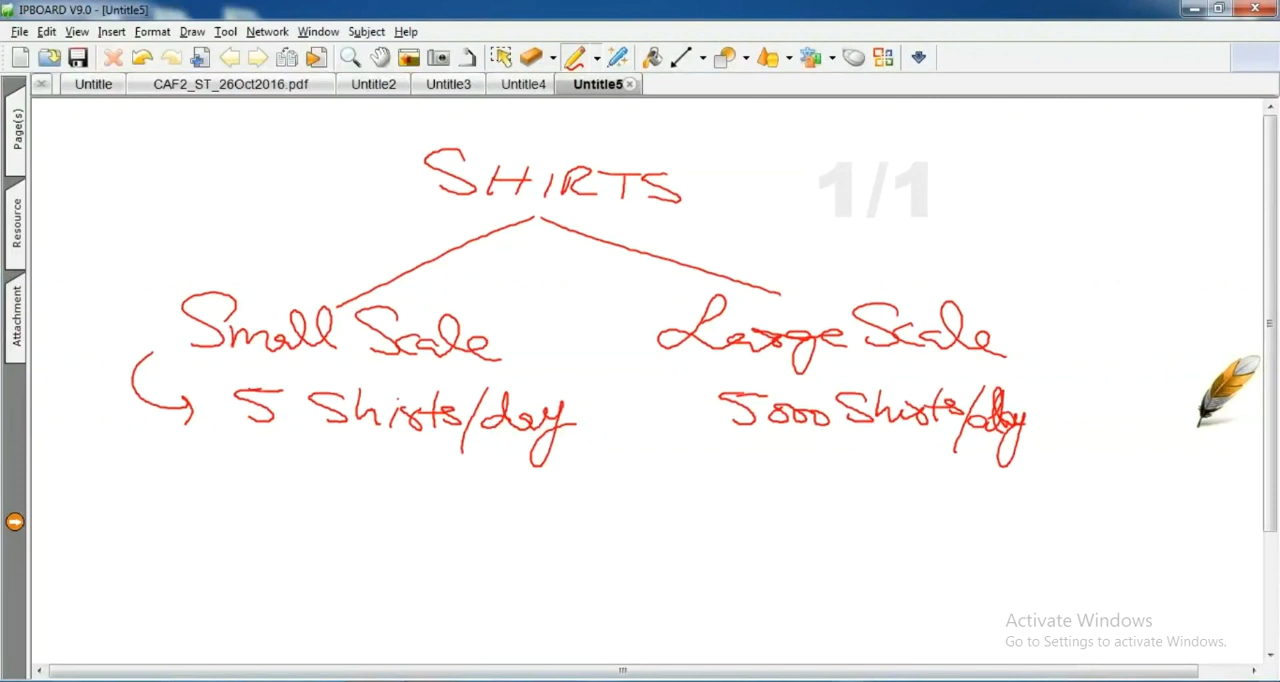 IPBOARD V9.0 - [Untitle5]
File Edit View Insert Format Draw Tool Network Window Subject Help
Untitle CAF2_ST_26Oct2016.pdf Untitle2 Untitle3 Untitle4 Untitle5
Page(s)
Resource
Attachment
SHIRTS
1/1
Small Scale Large Scale
5 Shirts/day 5000 Shirts/day
Activate Windows
Go to Settings to activate Windows.